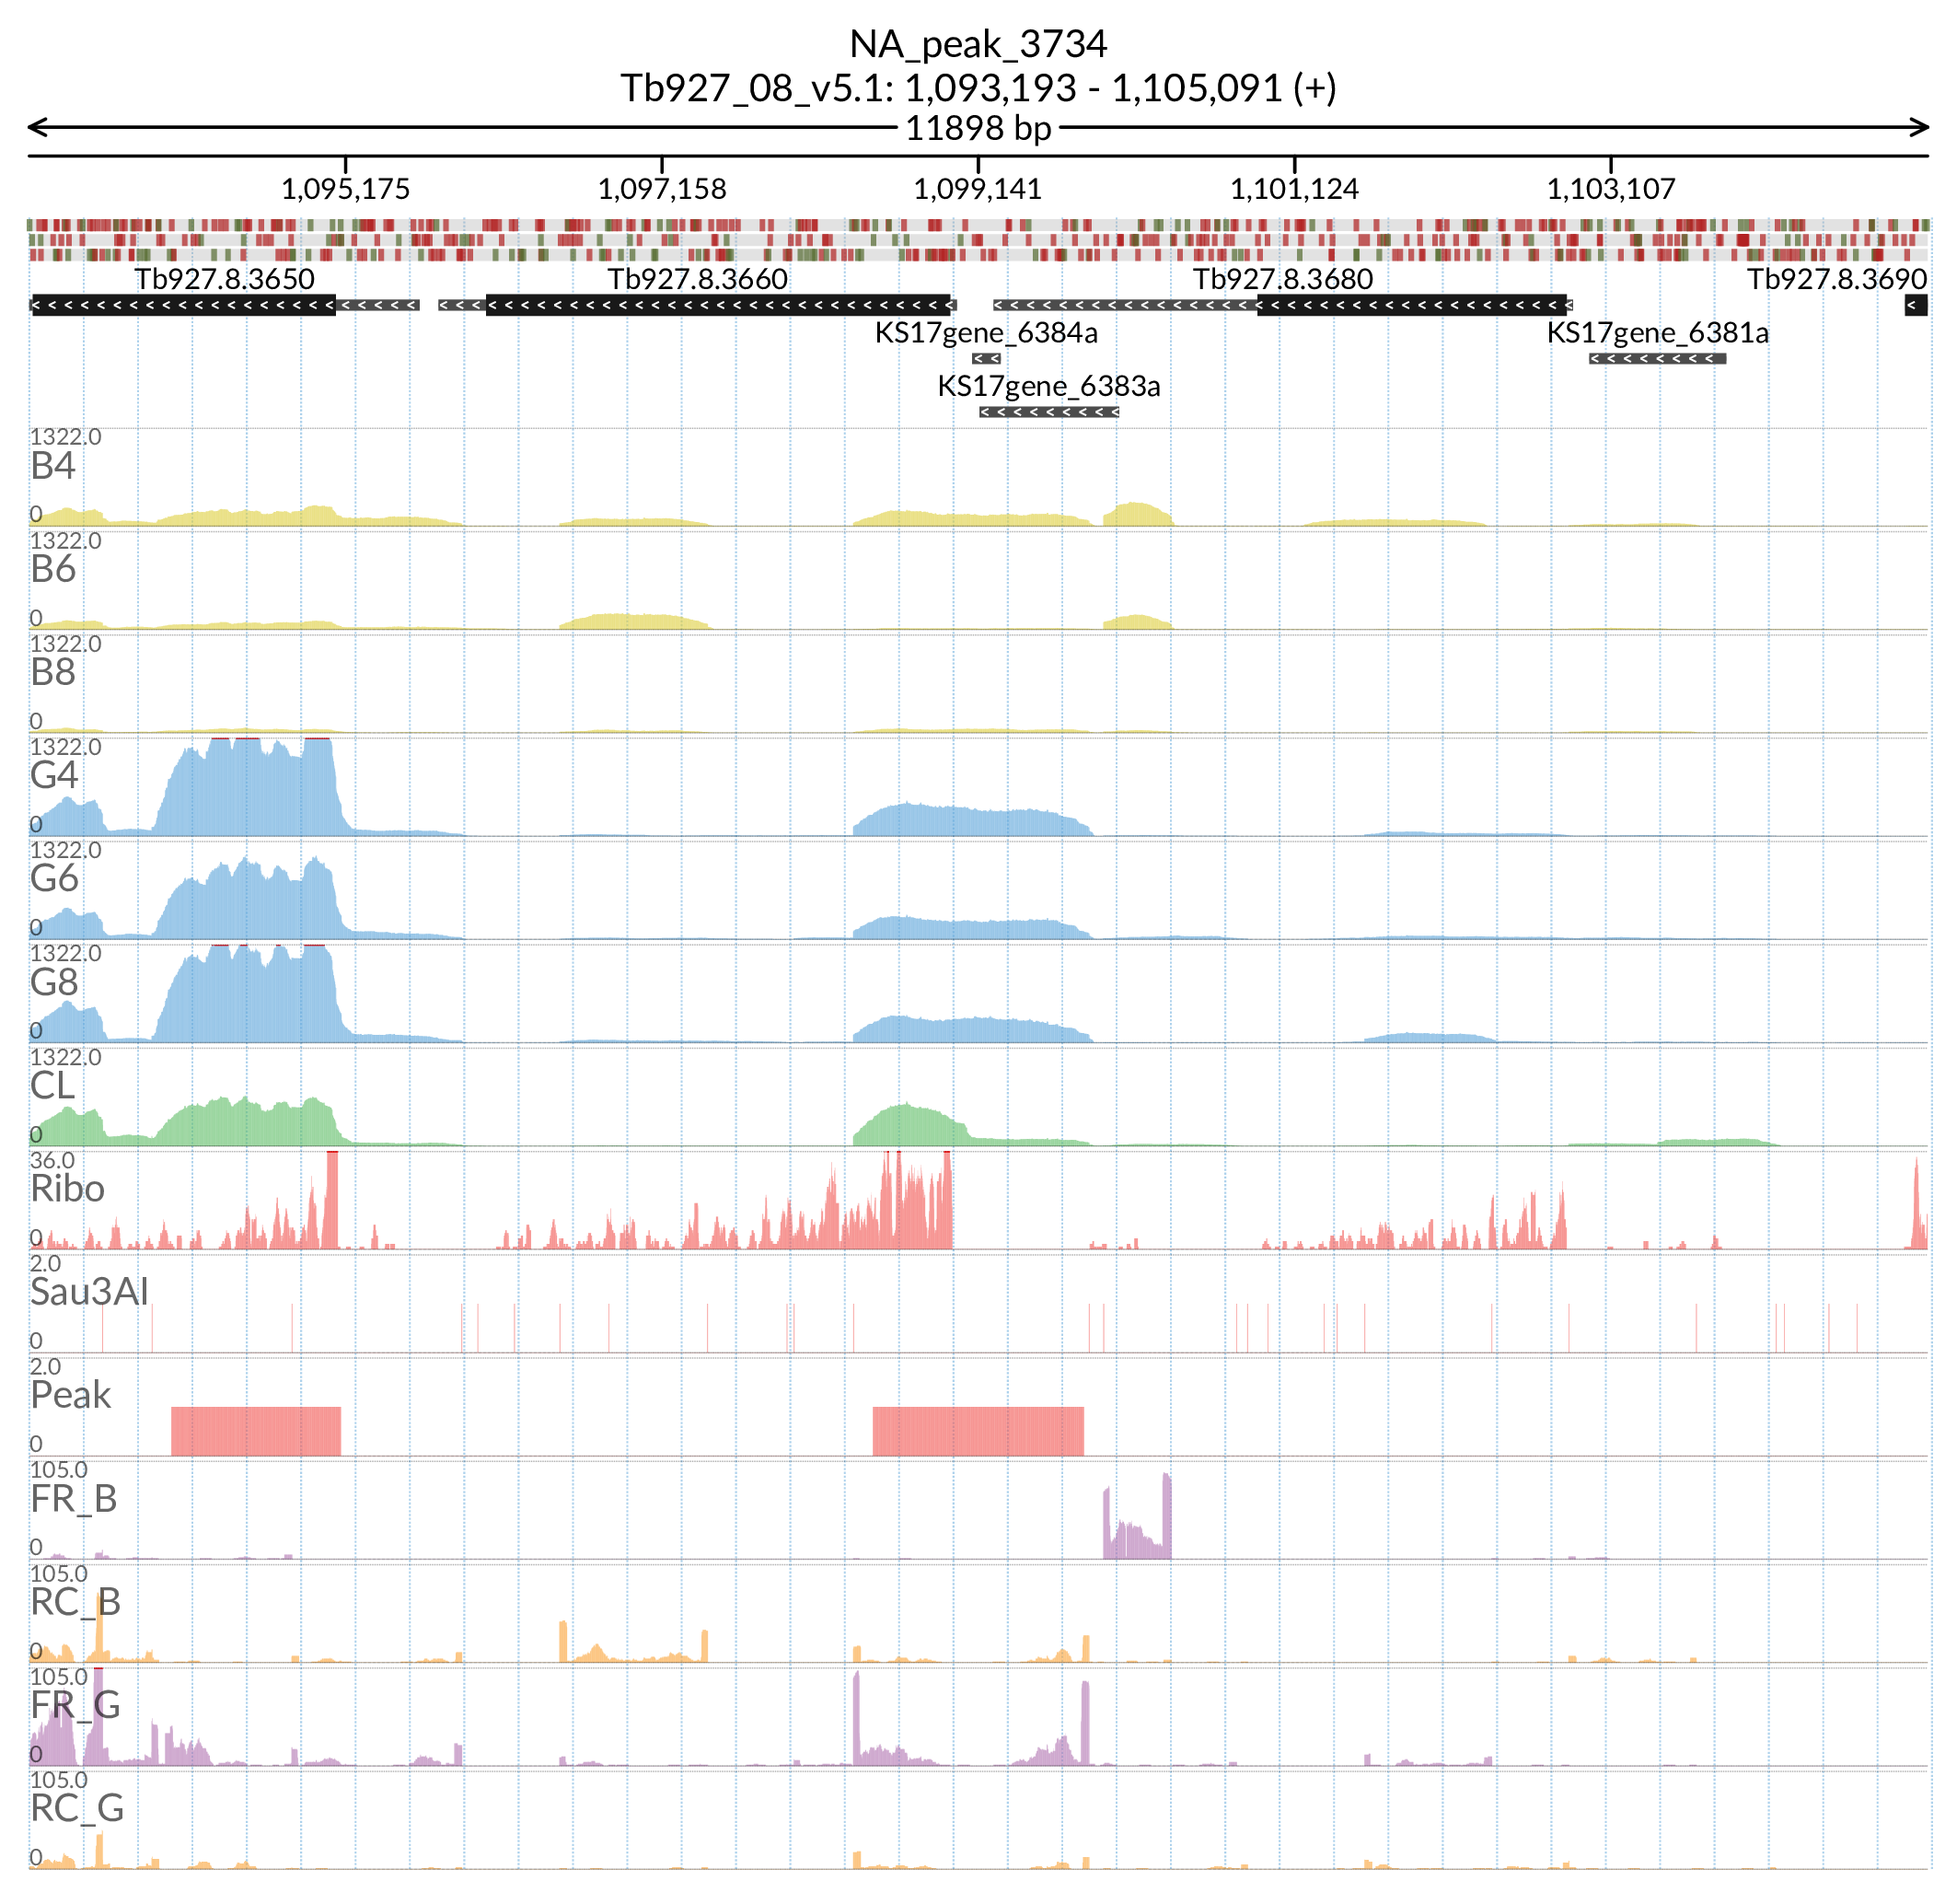 NA_peak_3734
Tb927_08_v5.1: 1,093,193 - 1,105,091 (+)
11898 bp
1,095,175 1,097,158 1,099,141 1,101,124 1,103,107
Tb927.8.3650 Tb927.8.3660 Tb927.8.3680 Tb927.8.3690
KS17gene_6384a KS17gene_6381a
KS17gene_6383a
1322.0
B4
0
1322.0
B6
0
1322.0
B8
0
1322.0
G4
0
1322.0
G6
0
1322.0
G8
0
1322.0
CL
0
36.0
Ribo
0
2.0
Sau3AI
0
2.0
Peak
0
105.0
FR_B
0
105.0
RC_B
0
105.0
FR_G
0
105.0
RC_G
0